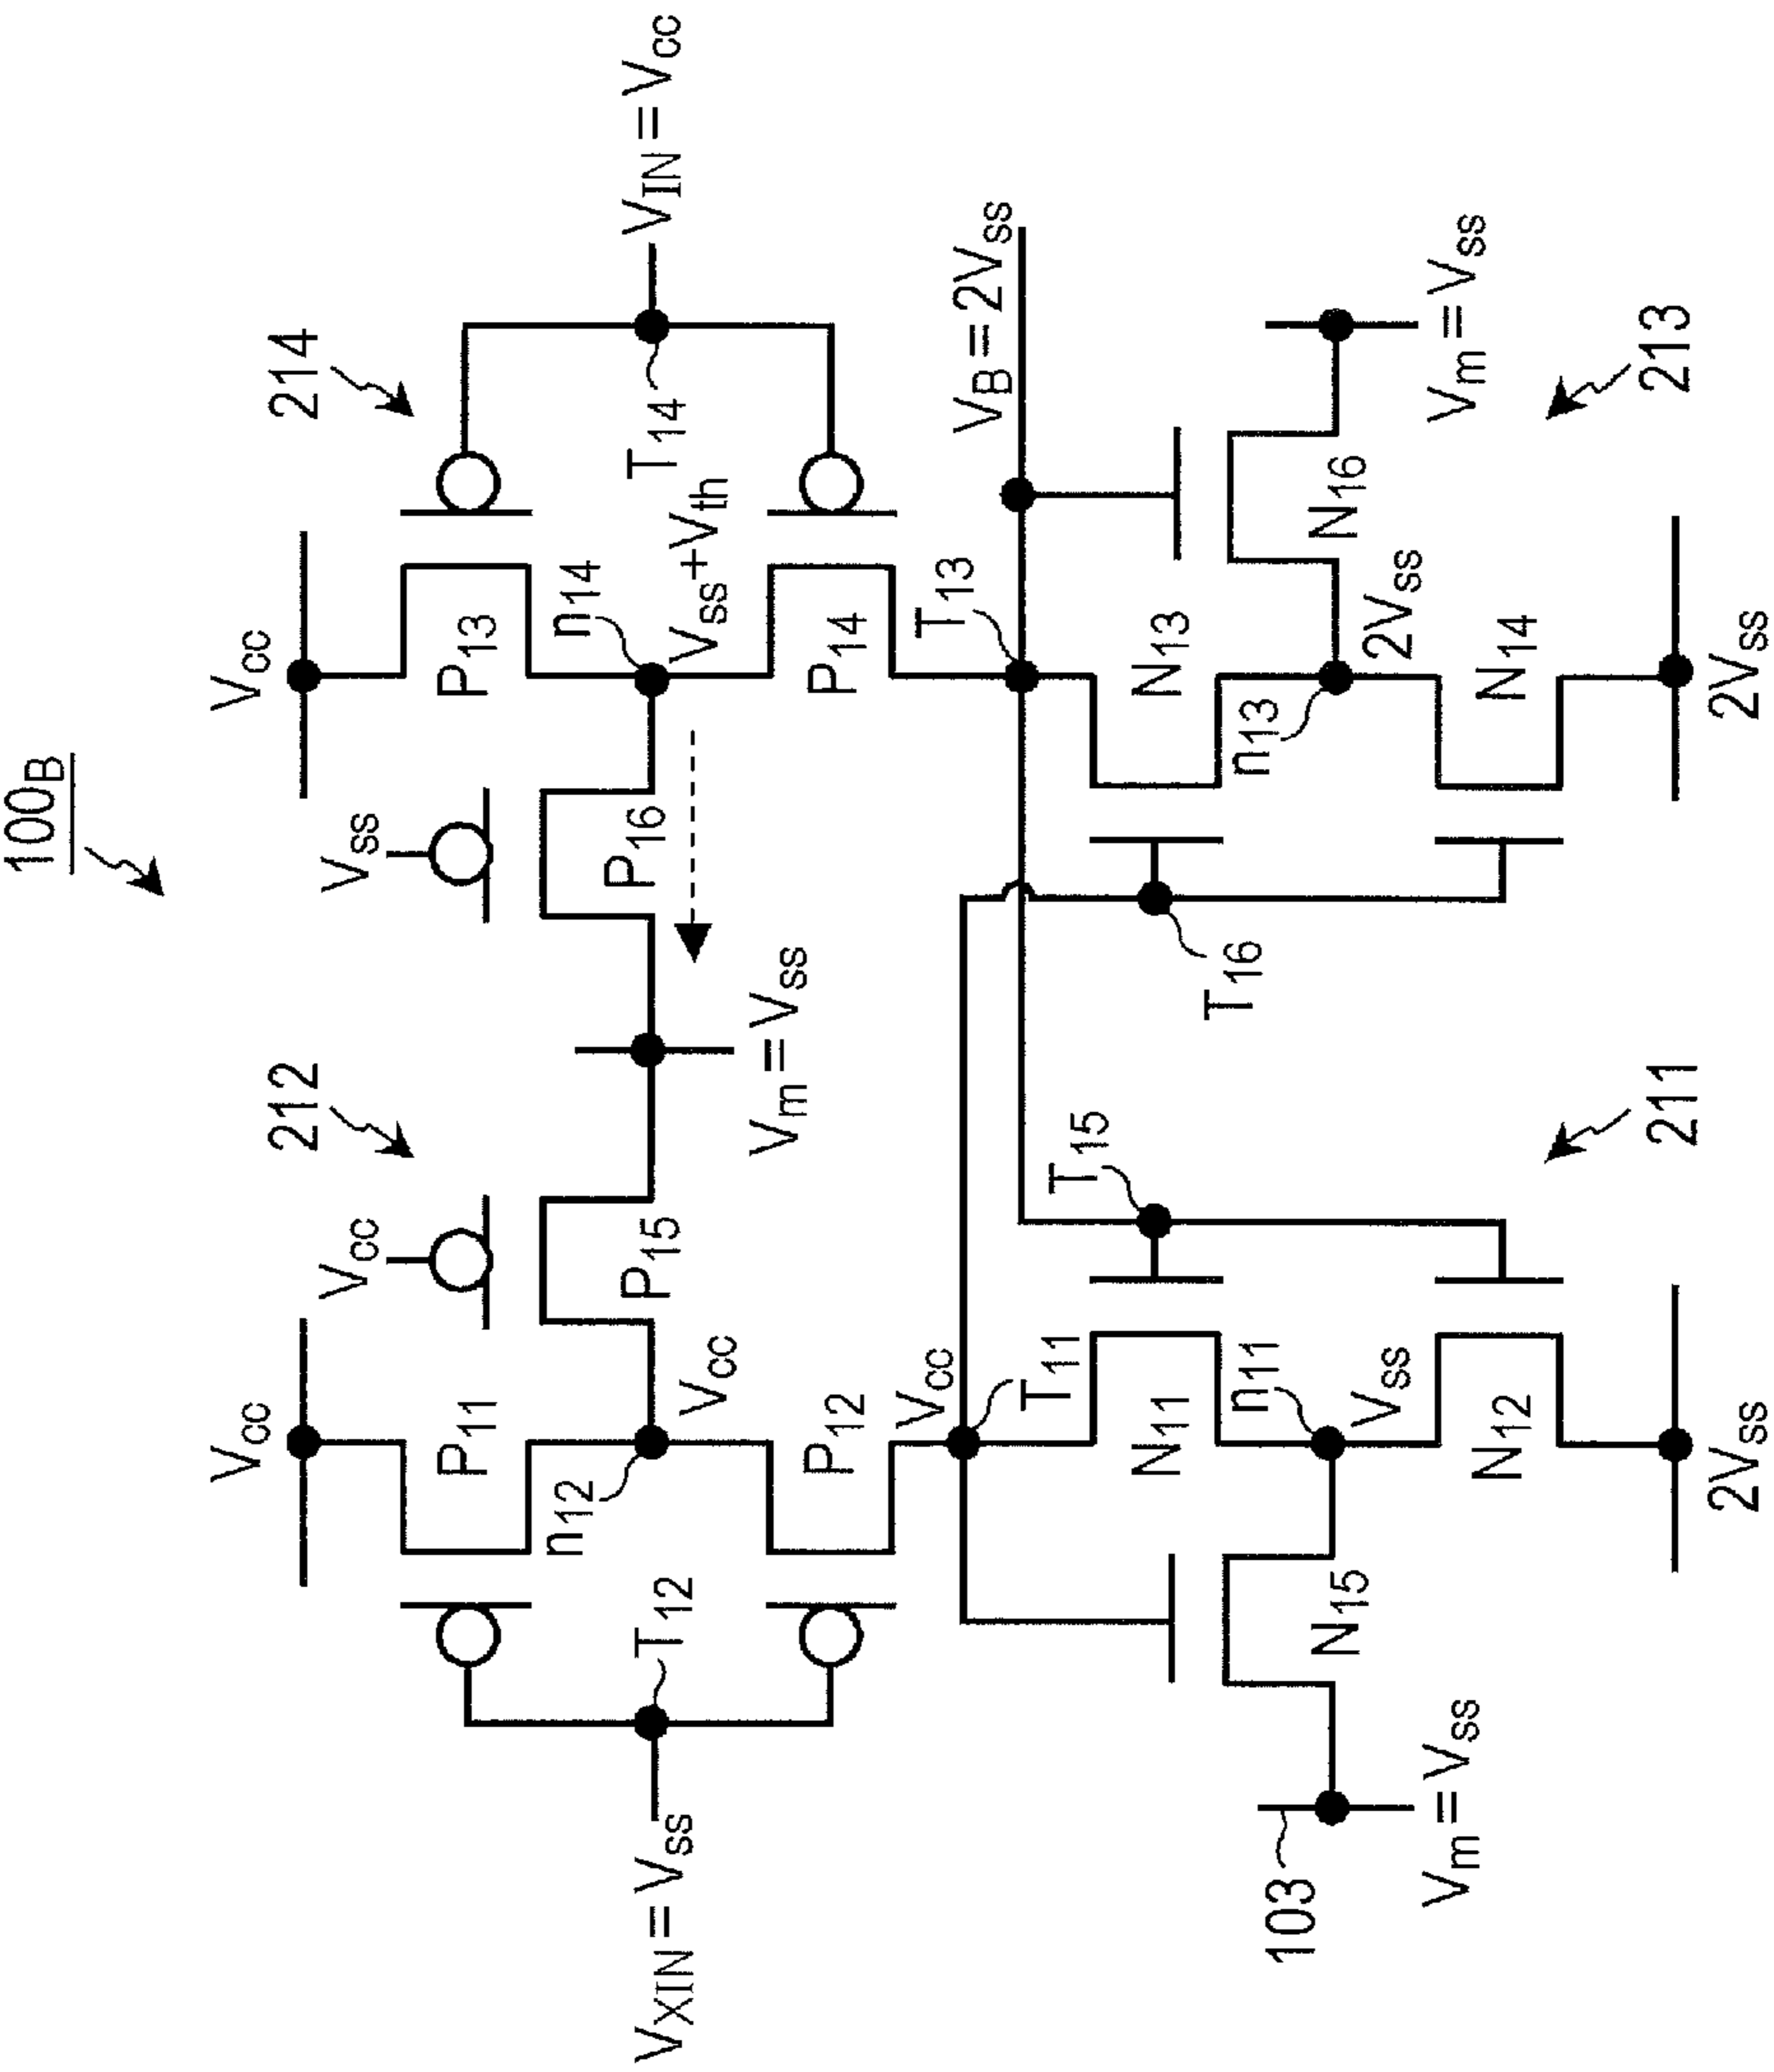 100B
212
214
Vcc
Vcc
Vss
Vcc
P11
P13
n12
n14
P15
P16
Vcc
Vss+Vth
VXIN=Vss
T12
T14
VIN=Vcc
Vm=Vss
P12
P14
Vcc
T13
VB=2Vss
T11
T15
N11
N13
n11
n13
T16
N15
N16
Vss
2Vss
103
Vm=Vss
Vm=Vss
N12
N14
211
213
2Vss
2Vss